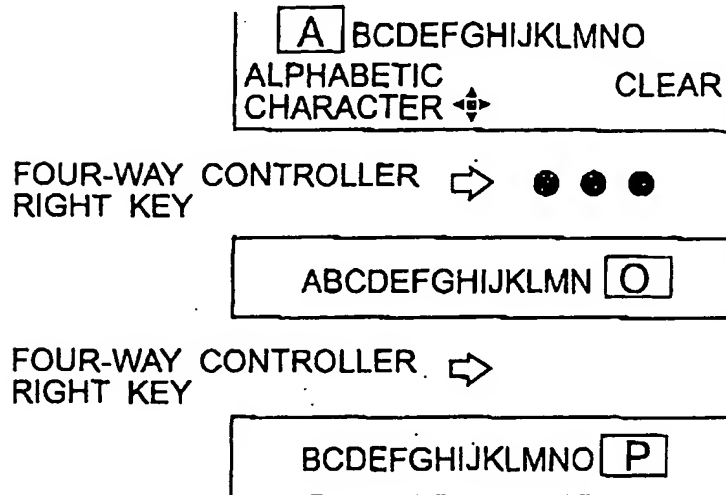 A BCDEFGHIJKLMNO
ALPHABETIC
CHARACTER CLEAR
FOUR-WAY CONTROLLER
RIGHT KEY
ABCDEFGHIJKLMN O
FOUR-WAY CONTROLLER
RIGHT KEY
BCDEFGHIJKLMNO P